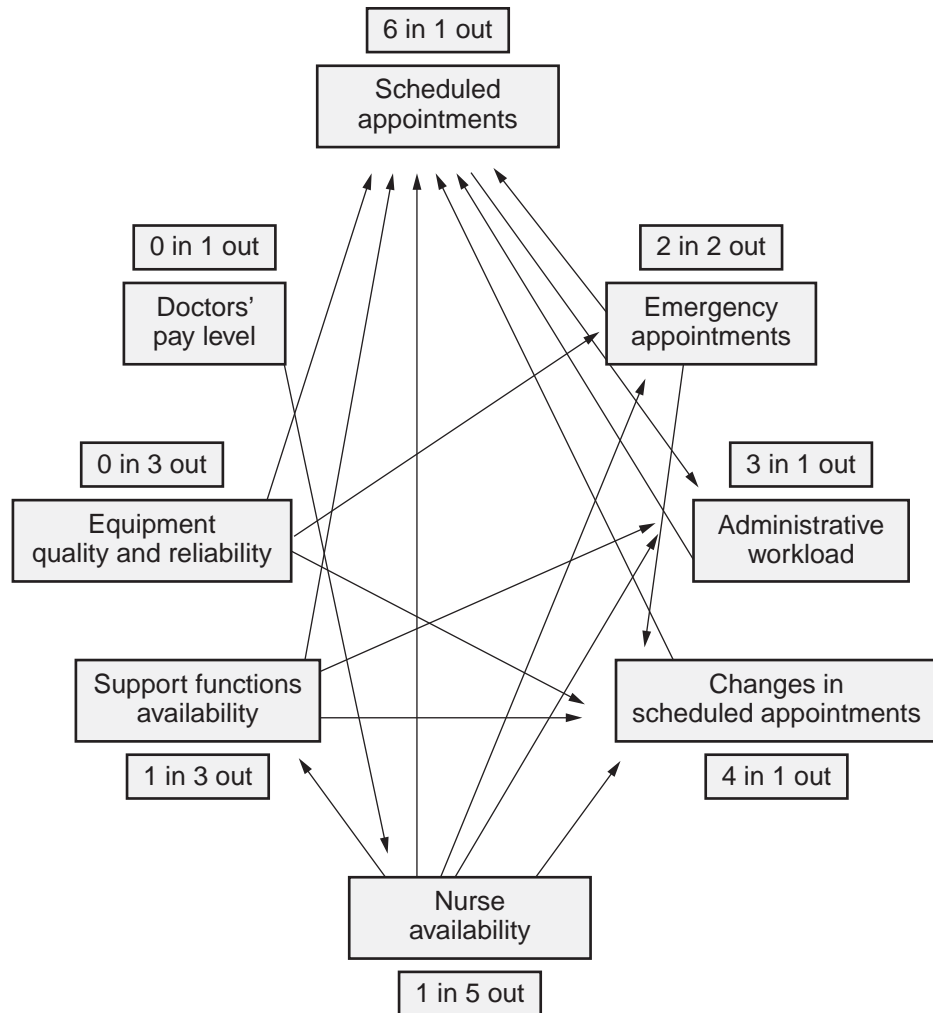 6 in 1 out
Scheduled
appointments
0 in 1 out
Doctors’
pay level
2 in 2 out
Emergency
appointments
0 in 3 out
Equipment
quality and reliability
3 in 1 out
Administrative
workload
Support functions
availability
1 in 3 out
Changes in
scheduled appointments
4 in 1 out
Nurse
availability
1 in 5 out